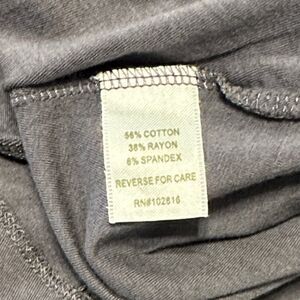 56% COTTON
38% RAYON
6% SPANDEX
REVERSE FOR CARE
RN#102816